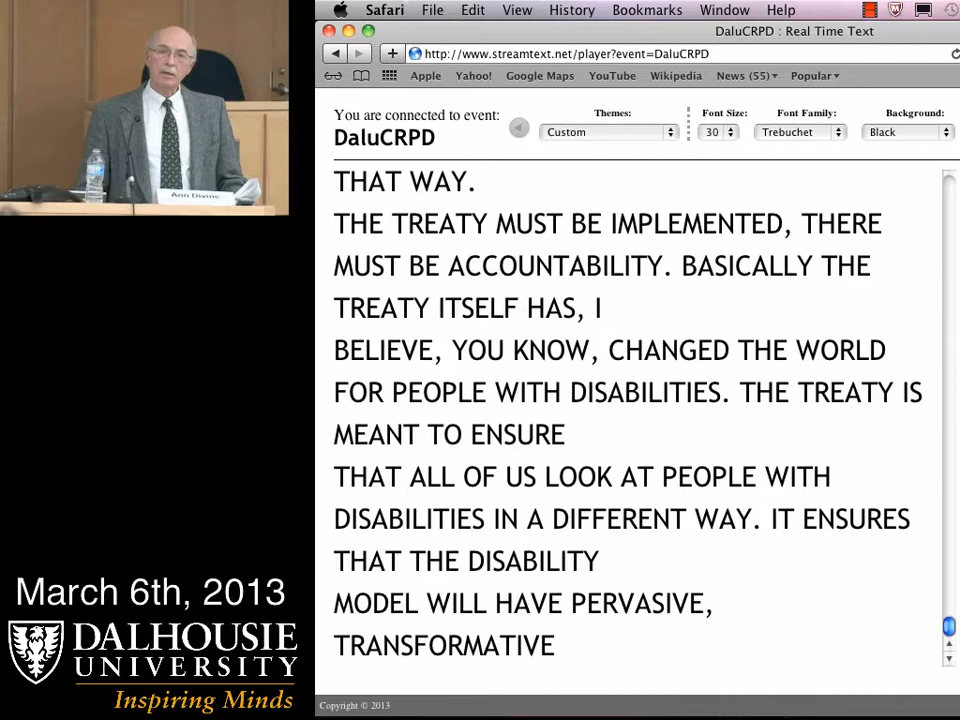 Safari File Edit View History Bookmarks Window Help
DaluCRPD : Real Time Text
http://www.streamtext.net/player?event=DaluCRPD
Apple Yahoo! Google Maps YouTube Wikipedia News (55) Popular
You are connected to event:
DaluCRPD
Themes: Font Size: Font Family: Background:
Custom 30 Trebuchet Black
THAT WAY.
THE TREATY MUST BE IMPLEMENTED, THERE
MUST BE ACCOUNTABILITY. BASICALLY THE
TREATY ITSELF HAS, I
BELIEVE, YOU KNOW, CHANGED THE WORLD
FOR PEOPLE WITH DISABILITIES. THE TREATY IS
MEANT TO ENSURE
THAT ALL OF US LOOK AT PEOPLE WITH
DISABILITIES IN A DIFFERENT WAY. IT ENSURES
THAT THE DISABILITY
MODEL WILL HAVE PERVASIVE,
TRANSFORMATIVE
Copyright © 2013
Ann Divine
March 6th, 2013
DALHOUSIE
UNIVERSITY
Inspiring Minds